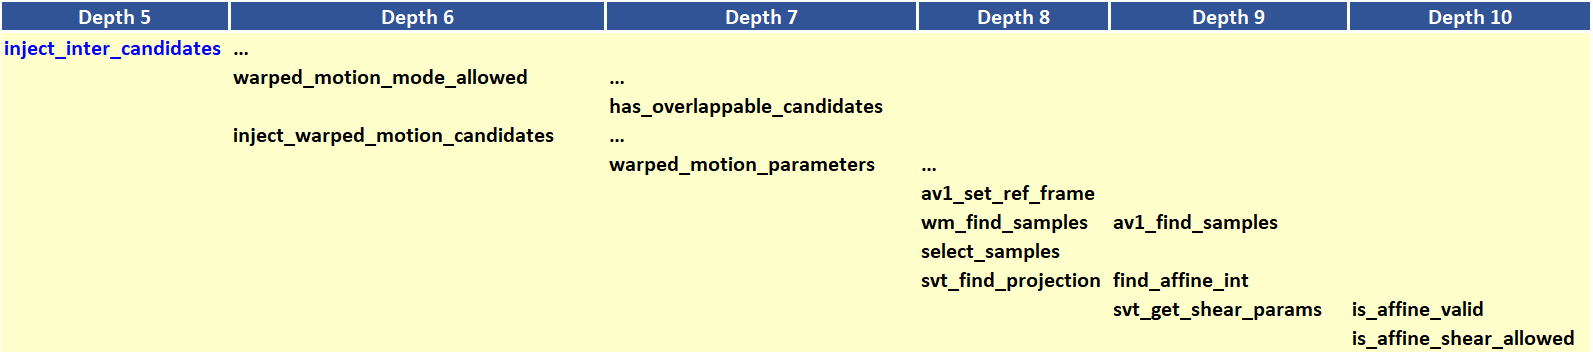 Depth 5 Depth 6 Depth 7 Depth 8 Depth 9 Depth 10
inject_inter_candidates ...
warped_motion_mode_allowed ...
has_overlappable_candidates
inject_warped_motion_candidates ...
warped_motion_parameters ...
av1_set_ref_frame
wm_find_samples av1_find_samples
select_samples
svt_find_projection find_affine_int
svt_get_shear_params is_affine_valid
is_affine_shear_allowed